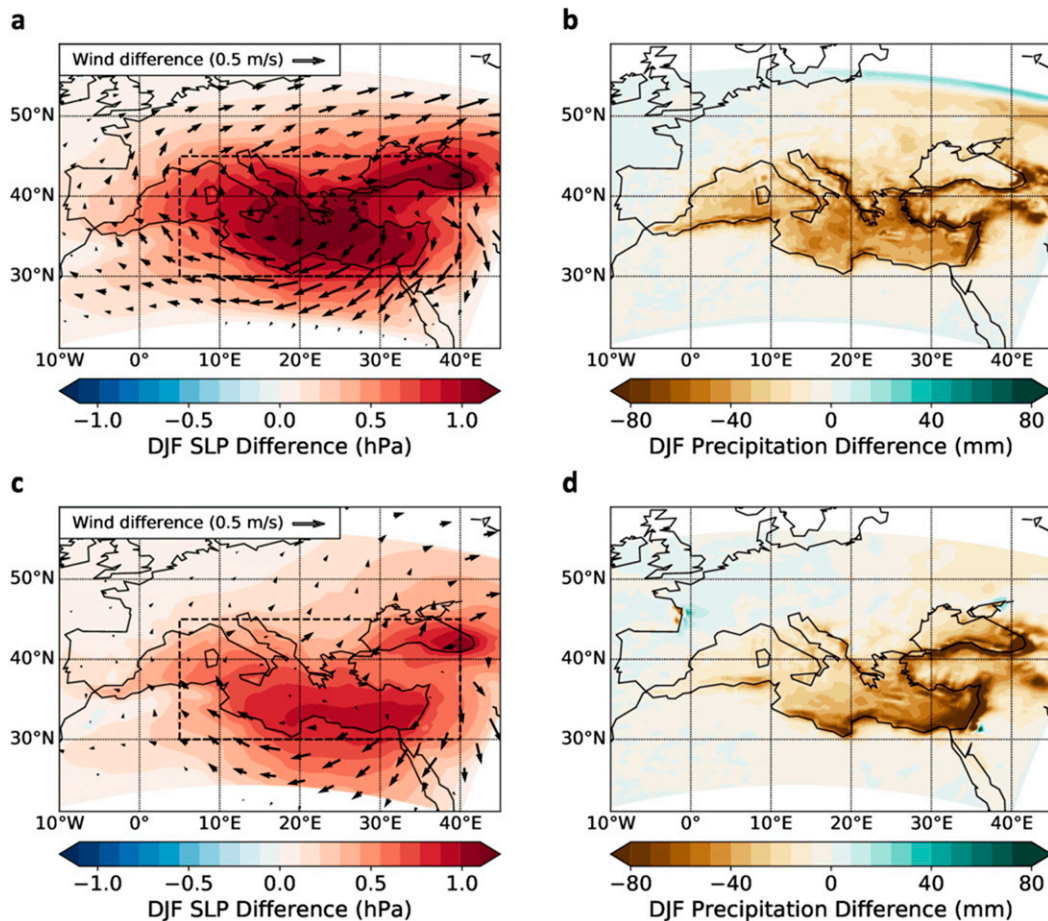 a
Wind difference (0.5 m/s)
50°N
40°N
30°N
10°W 0° 10°E 20°E 30°E 40°E
−1.0 −0.5 0.0 0.5 1.0
DJF SLP Difference (hPa)
b
50°N
40°N
30°N
10°W 0° 10°E 20°E 30°E 40°E
−80 −40 0 40 80
DJF Precipitation Difference (mm)
c
Wind difference (0.5 m/s)
50°N
40°N
30°N
10°W 0° 10°E 20°E 30°E 40°E
−1.0 −0.5 0.0 0.5 1.0
DJF SLP Difference (hPa)
d
50°N
40°N
30°N
10°W 0° 10°E 20°E 30°E 40°E
−80 −40 0 40 80
DJF Precipitation Difference (mm)